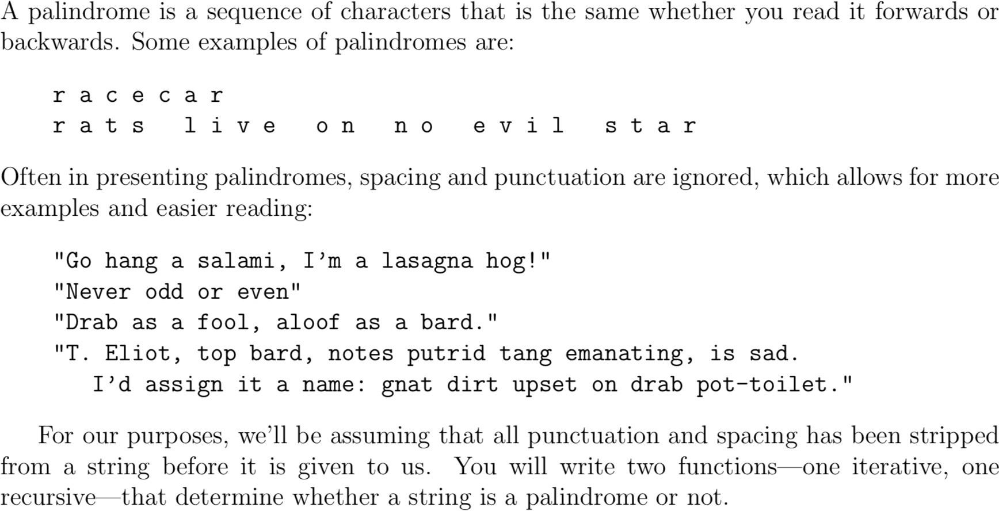 A palindrome is a sequence of characters that is the same whether you read it forwards or
backwards. Some examples of palindromes are:
r a c e c a r
r a t s   l i v e   o n   n o   e v i l   s t a r
Often in presenting palindromes, spacing and punctuation are ignored, which allows for more
examples and easier reading:
"Go hang a salami, I’m a lasagna hog!"
"Never odd or even"
"Drab as a fool, aloof as a bard."
"T. Eliot, top bard, notes putrid tang emanating, is sad.
I’d assign it a name: gnat dirt upset on drab pot-toilet."
For our purposes, we’ll be assuming that all punctuation and spacing has been stripped
from a string before it is given to us. You will write two functions—one iterative, one
recursive—that determine whether a string is a palindrome or not.